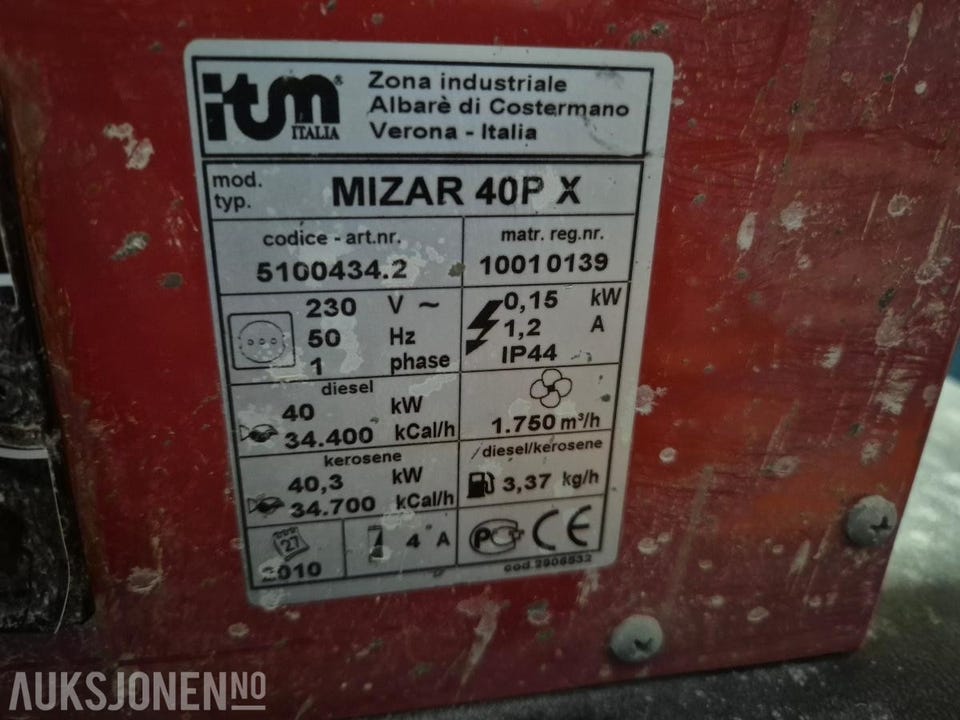 itm®
ITALIA
Zona industriale
Albarè di Costermano
Verona - Italia
mod.
typ.
MIZAR 40P X
codice - art.nr.
5100434.2
matr. reg.nr.
10010139
230 V ~
50 Hz
1 phase
0,15 kW
1,2 A
IP44
diesel
40 kW
34.400 kCal/h
1.750 m³/h
kerosene
40,3 kW
34.700 kCal/h
diesel/kerosene
3,37 kg/h
27
2010
4 A
PC CE
cod.2906532
AUKSJONEN NO